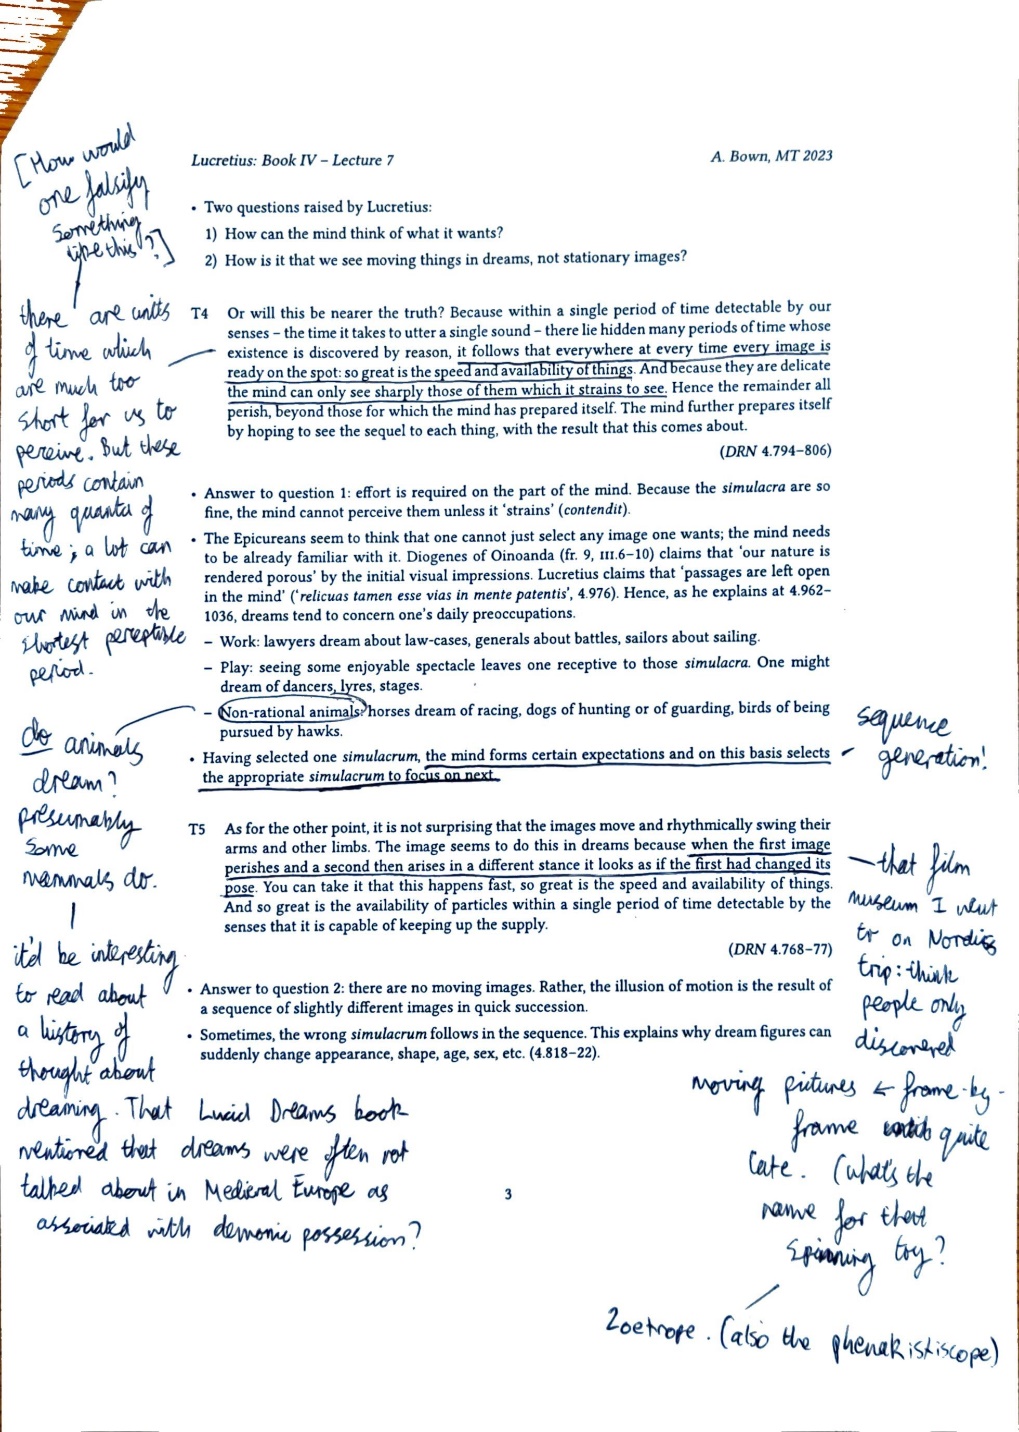 Lucretius: Book IV – Lecture 7
A. Bown, MT 2023
• Two questions raised by Lucretius:
1) How can the mind think of what it wants?
2) How is it that we see moving things in dreams, not stationary images?
[How would
one falsify
something
like this?]
there are units
of time which
are much too
short for us to
perceive. But these
periods contain
many quanta of
time; a lot can
make contact with
our mind in the
shortest perceptible
period.
T4 Or will this be nearer the truth? Because within a single period of time detectable by our
senses – the time it takes to utter a single sound – there lie hidden many periods of time whose
existence is discovered by reason, it follows that everywhere at every time every image is
ready on the spot: so great is the speed and availability of things. And because they are delicate
the mind can only see sharply those of them which it strains to see. Hence the remainder all
perish, beyond those for which the mind has prepared itself. The mind further prepares itself
by hoping to see the sequel to each thing, with the result that this comes about.
(DRN 4.794–806)
• Answer to question 1: effort is required on the part of the mind. Because the simulacra are so
fine, the mind cannot perceive them unless it 'strains' (contendit).
• The Epicureans seem to think that one cannot just select any image one wants; the mind needs
to be already familiar with it. Diogenes of Oinoanda (fr. 9, III.6–10) claims that 'our nature is
rendered porous' by the initial visual impressions. Lucretius claims that 'passages are left open
in the mind' ('relicuas tamen esse vias in mente patentis', 4.976). Hence, as he explains at 4.962–
1036, dreams tend to concern one's daily preoccupations.
– Work: lawyers dream about law-cases, generals about battles, sailors about sailing.
– Play: seeing some enjoyable spectacle leaves one receptive to those simulacra. One might
dream of dancers, lyres, stages.
– Non-rational animals: horses dream of racing, dogs of hunting or of guarding, birds of being
pursued by hawks.
• Having selected one simulacrum, the mind forms certain expectations and on this basis selects
the appropriate simulacrum to focus on next.
sequence
generation!
do animals
dream?
presumably
some
mammals do.
it'd be interesting
to read about
a history of
thought about
dreaming. That Lucid Dreams book
mentioned that dreams were often not
talked about in Medieval Europe as
associated with demonic possession?
T5 As for the other point, it is not surprising that the images move and rhythmically swing their
arms and other limbs. The image seems to do this in dreams because when the first image
perishes and a second then arises in a different stance it looks as if the first had changed its
pose. You can take it that this happens fast, so great is the speed and availability of things.
And so great is the availability of particles within a single period of time detectable by the
senses that it is capable of keeping up the supply.
(DRN 4.768–77)
• Answer to question 2: there are no moving images. Rather, the illusion of motion is the result of
a sequence of slightly different images in quick succession.
• Sometimes, the wrong simulacrum follows in the sequence. This explains why dream figures can
suddenly change appearance, shape, age, sex, etc. (4.818–22).
that film
museum I went
to on Nordics
trip: think
people only
discovered
moving pictures ← frame-by-
frame quite
late. (what's the
name for that
spinning toy?
Zoetrope. (also the phenakistiscope)
3